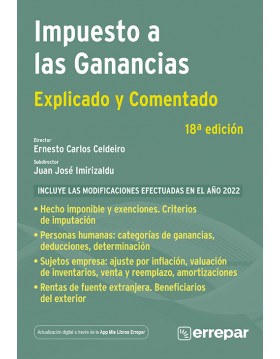 Impuesto a
las Ganancias
Explicado y Comentado
18ª edición
Director
Ernesto Carlos Celdeiro
Subdirector
Juan José Imirizaldu
INCLUYE LAS MODIFICACIONES EFECTUADAS EN EL AÑO 2022
• Hecho imponible y exenciones. Criterios
de imputación
• Personas humanas: categorías de ganancias,
deducciones, determinación
• Sujetos empresa: ajuste por inflación, valuación
de inventarios, venta y reemplazo, amortizaciones
• Rentas de fuente extranjera. Beneficiarios
del exterior
Actualización digital a través de la App Mis Libros Errepar
errepar